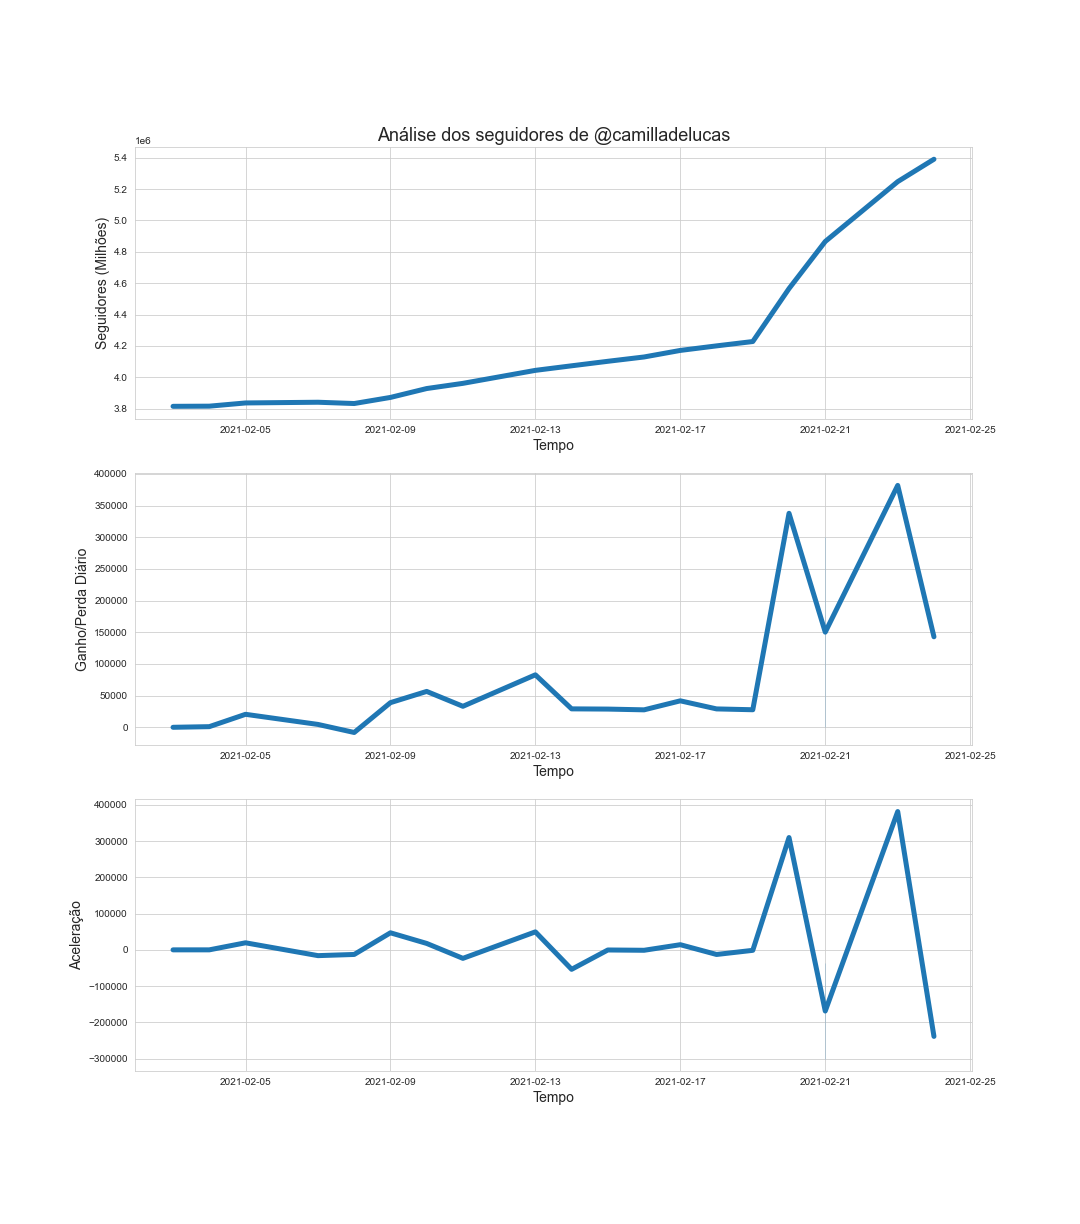 Análise dos seguidores de @camilladelucas
1e6
5.4
5.2
5.0
4.8
4.6
4.4
4.2
4.0
3.8
Seguidores (Milhões)
2021-02-05 2021-02-09 2021-02-13 2021-02-17 2021-02-21 2021-02-25
Tempo
400000
350000
300000
250000
200000
150000
100000
50000
0
Ganho/Perda Diário
2021-02-05 2021-02-09 2021-02-13 2021-02-17 2021-02-21 2021-02-25
Tempo
400000
300000
200000
100000
0
−100000
−200000
−300000
Aceleração
2021-02-05 2021-02-09 2021-02-13 2021-02-17 2021-02-21 2021-02-25
Tempo